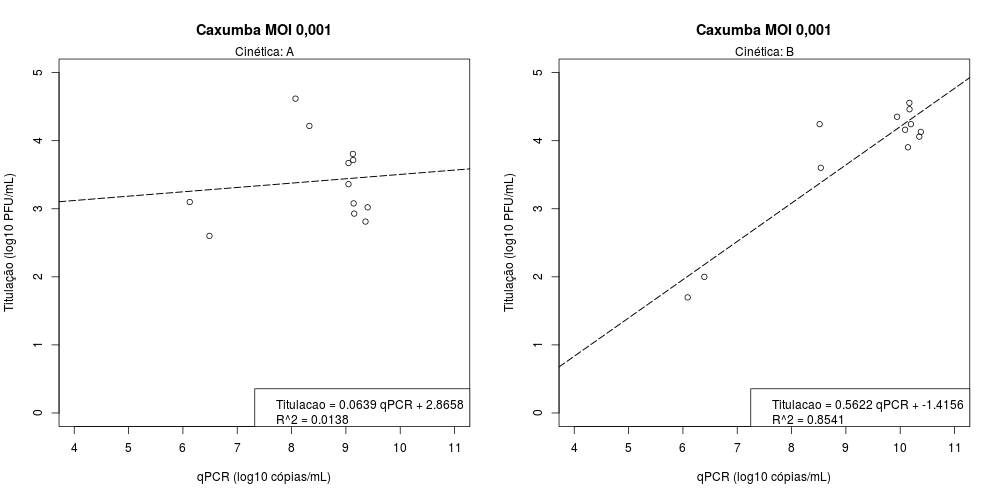 Caxumba MOI 0,001
Cinética: A
Titulação (log10 PFU/mL)
5
4
3
2
1
0
Titulacao = 0.0639 qPCR + 2.8658
R^2 = 0.0138
4 5 6 7 8 9 10 11
qPCR (log10 cópias/mL)
Caxumba MOI 0,001
Cinética: B
Titulação (log10 PFU/mL)
5
4
3
2
1
0
Titulacao = 0.5622 qPCR + -1.4156
R^2 = 0.8541
4 5 6 7 8 9 10 11
qPCR (log10 cópias/mL)